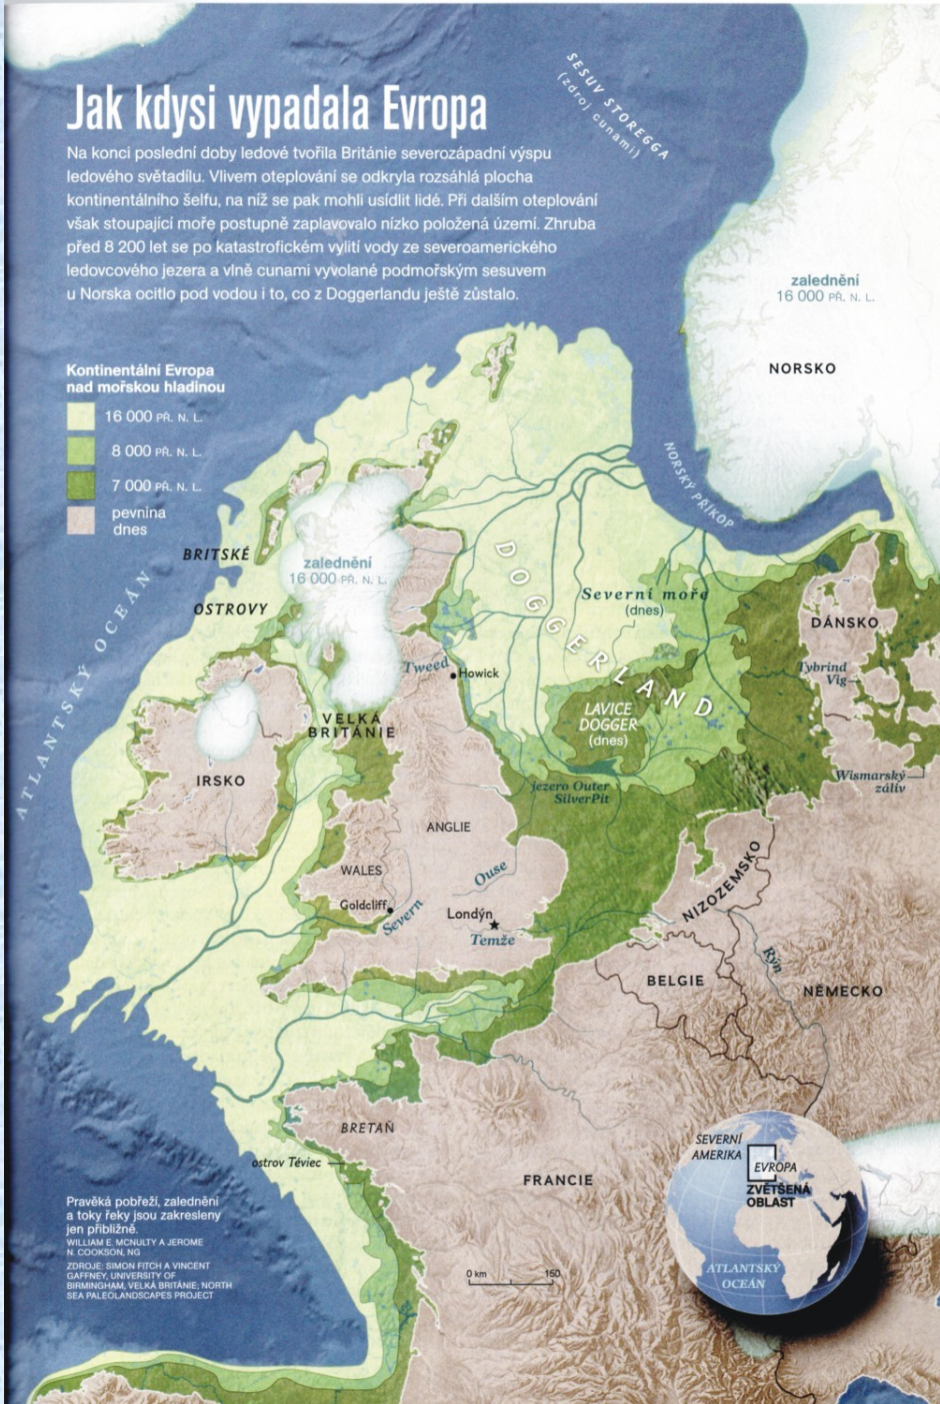 SESUV STOREGGA
(zdroj cunami)
Jak kdysi vypadala Evropa
Na konci poslední doby ledové tvořila Británie severozápadní výspu
ledového světadílu. Vlivem oteplování se odkryla rozsáhlá plocha
kontinentálního šelfu, na níž se pak mohli usídlit lidé. Při dalším oteplování
však stoupající moře postupně zaplavovalo nízko položená území. Zhruba
před 8 200 let se po katastrofickém vylití vody ze severoamerického
ledovcového jezera a vlně cunami vyvolané podmořským sesuvem
u Norska ocitlo pod vodou i to, co z Doggerlandu ještě zůstalo.
zalednění
16 000 PŘ. N. L.
NORSKO
Kontinentální Evropa
nad mořskou hladinou
16 000 PŘ. N. L.
8 000 PŘ. N. L.
7 000 PŘ. N. L.
pevnina
dnes
NORSKÝ PŘÍKOP
BRITSKÉ
OSTROVY
zalednění
16 000 PŘ. N. L.
DOGGERLAND
Severní moře
(dnes)
DÁNSKO
ATLANTSKÝ OCEÁN
Tweed
Howick
Tybrind
Vig
LAVICE
DOGGER
(dnes)
VELKÁ
BRITÁNIE
IRSKO
jezero Outer
SilverPit
Wismarský
záliv
ANGLIE
WALES
Ouse
NIZOZEMSKO
Goldcliff
Severn
Londýn
Temže
BELGIE
Rýn
NĚMECKO
BRETAŇ
ostrov Téviec
FRANCIE
SEVERNÍ
AMERIKA
EVROPA
ZVĚTŠENÁ
OBLAST
ATLANTSKÝ
OCEÁN
Pravěká pobřeží, zalednění
a toky řeky jsou zakresleny
jen přibližně.
WILLIAM E. MCNULTY A JEROME
N. COOKSON, NG
ZDROJE: SIMON FITCH A VINCENT
GAFFNEY, UNIVERSITY OF
BIRMINGHAM, VELKÁ BRITÁNIE; NORTH
SEA PALEOLANDSCAPES PROJECT
0 km 150